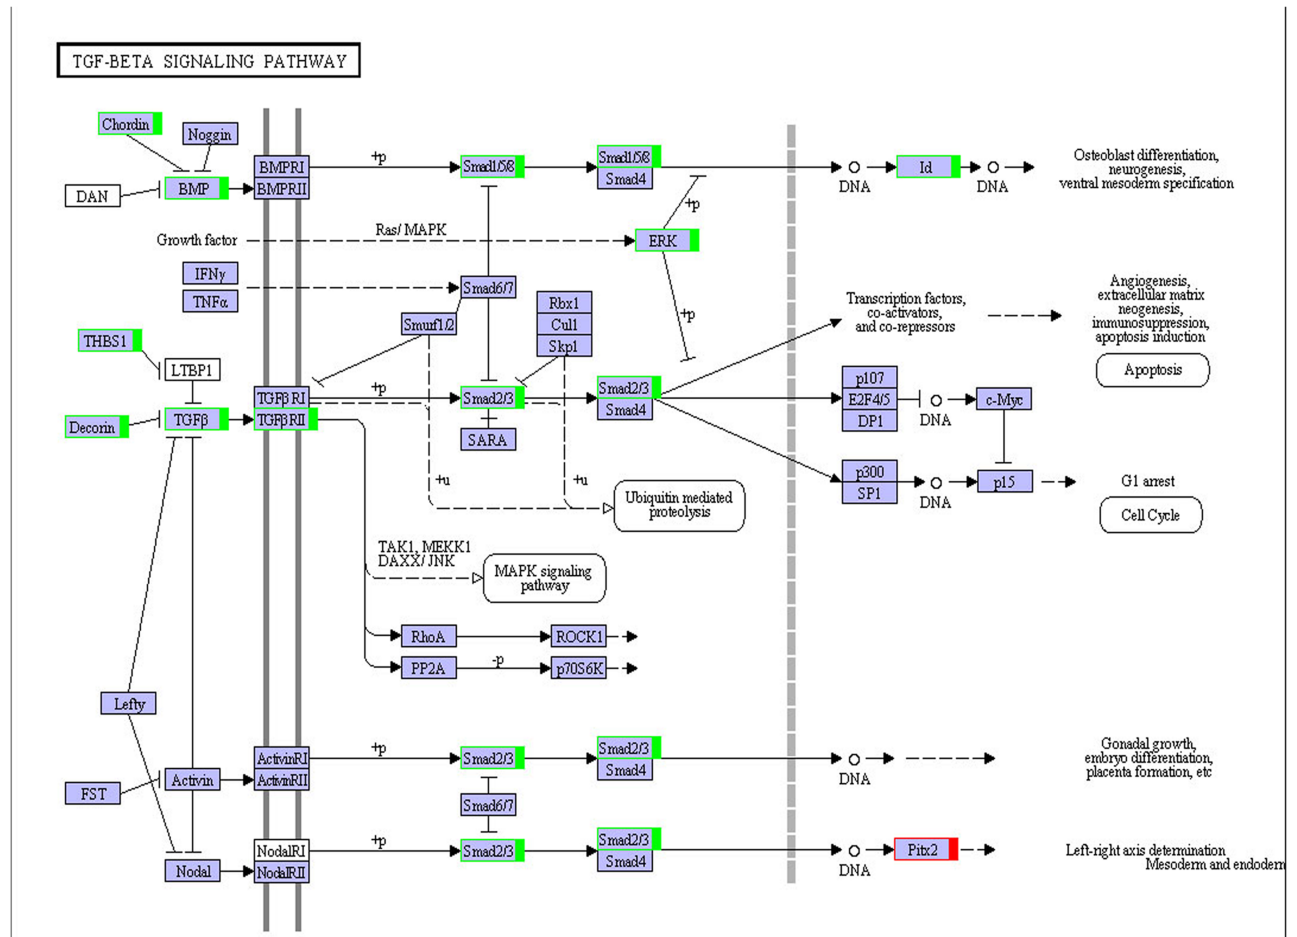 TGF-BETA SIGNALING PATHWAY
Chordin
Noggin
BMP
DAN
BMPRI
BMPRII
+p
Smad1/5/8
Smad1/5/8
Smad4
DNA
Id
DNA
Osteoblast differentiation,
neurogenesis,
ventral mesoderm specification
Growth factor
Ras/ MAPK
ERK
+p
+p
IFNγ
TNFα
Smad6/7
Smurf1/2
Rbx1
Cul1
Skp1
Transcription factors,
co-activators,
and co-repressors
Angiogenesis,
extracellular matrix
neogenesis,
immunosuppression,
apoptosis induction
Apoptosis
THBS1
LTBP1
Decorin
TGFβ
TGFβ RI
TGFβ RII
+p
Smad2/3
SARA
Smad2/3
Smad4
p107
E2F4/5
DP1
DNA
c-Myc
p300
SP1
DNA
p15
G1 arrest
Cell Cycle
+u
+u
Ubiquitin mediated
proteolysis
TAK1, MEKK1
DAXX/ JNK
MAPK signaling
pathway
RhoA
ROCK1
PP2A
-p
p70S6K
Lefty
FST
Activin
ActivinRI
ActivinRII
+p
Smad2/3
Smad2/3
Smad4
DNA
Gonadal growth,
embryo differentiation,
placenta formation, etc
Smad6/7
Nodal
NodalRI
NodalRII
+p
Smad2/3
Smad2/3
Smad4
DNA
Pitx2
Left-right axis determination
Mesoderm and endoderm